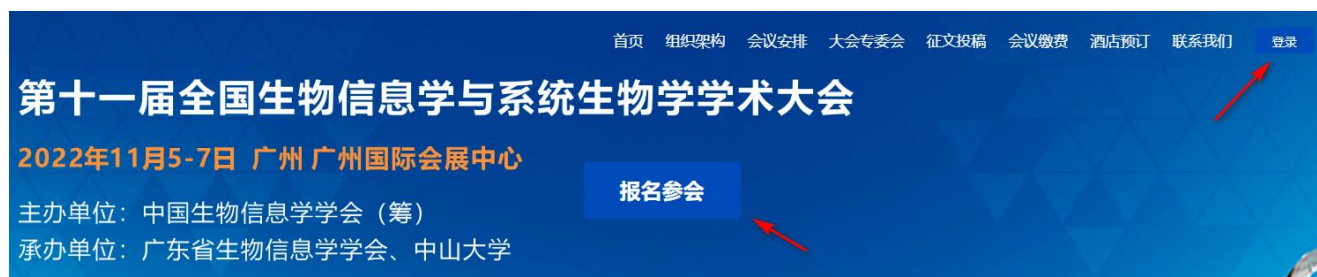 首页 组织架构 会议安排 大会专委会 征文投稿 会议缴费 酒店预订 联系我们 登录
第十一届全国生物信息学与系统生物学学术大会
2022年11月5-7日 广州 广州国际会展中心
报名参会
主办单位：中国生物信息学学会（筹）
承办单位：广东省生物信息学学会、中山大学